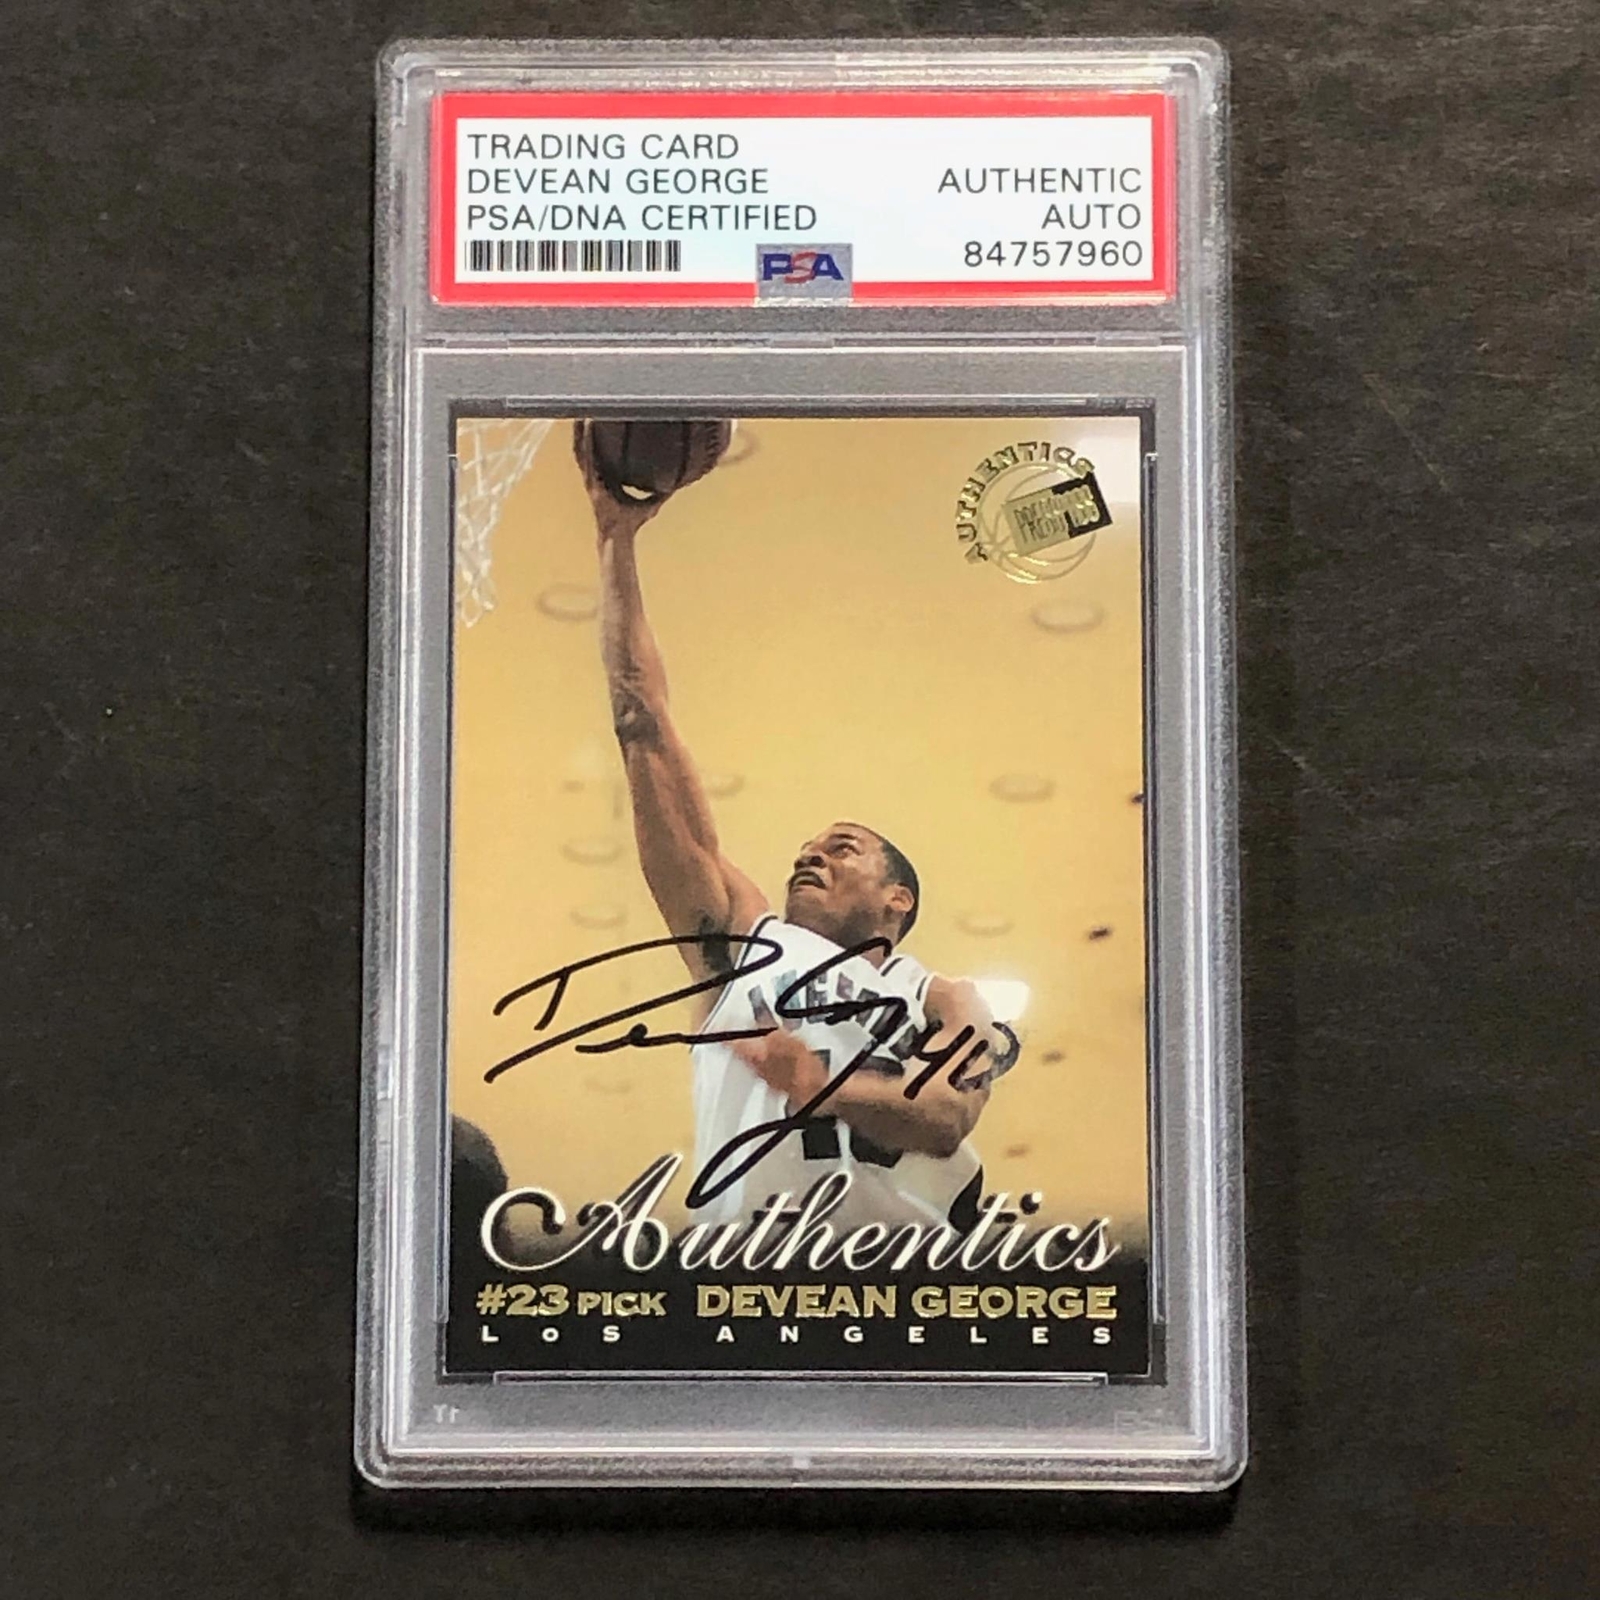 TRADING CARD
DEVEAN GEORGE
PSA/DNA CERTIFIED
AUTHENTIC
AUTO
84757960
PSA
AUTHENTICS
40
Authentics
#23 PICK DEVEAN GEORGE
LOS ANGELES